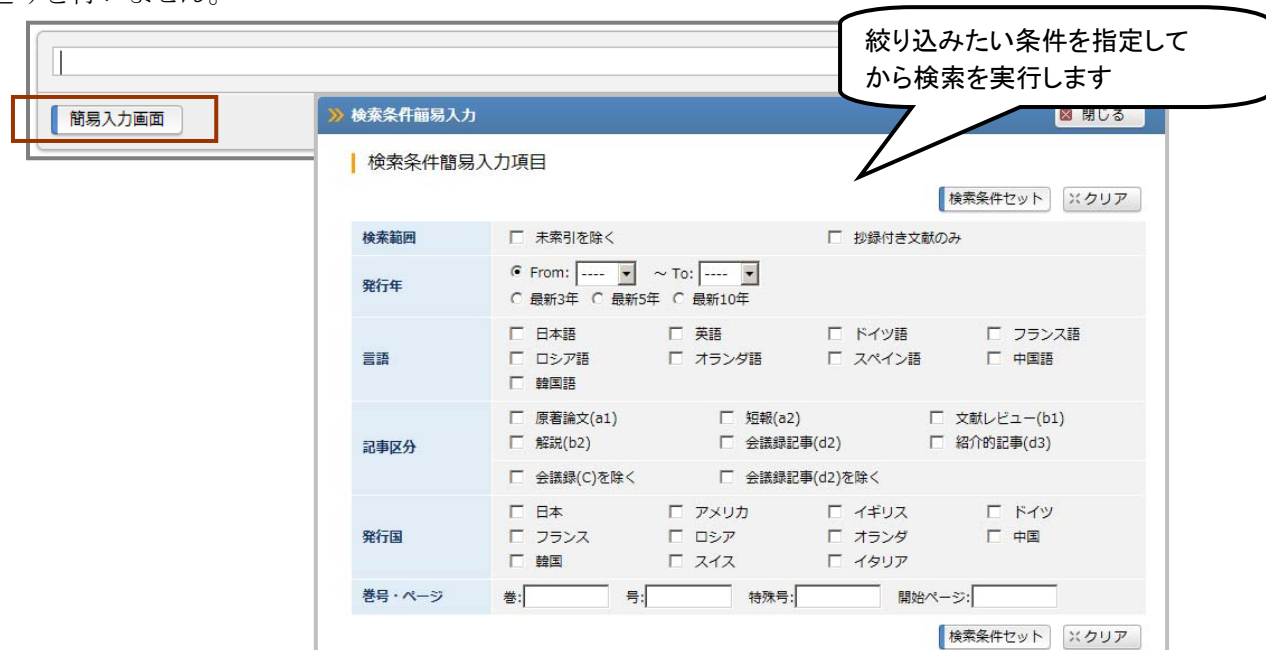 絞り込みたい条件を指定して
から検索を実行します
簡易入力画面
検索条件簡易入力
閉じる
検索条件簡易入力項目
検索条件セット クリア
検索範囲 未索引を除く 抄録付き文献のみ
発行年 From: ---- ～ To: ----
最新3年 最新5年 最新10年
日本語 英語 ドイツ語 フランス語
言語 ロシア語 オランダ語 スペイン語 中国語
韓国語
原著論文(a1) 短報(a2) 文献レビュー(b1)
記事区分 解説(b2) 会議録記事(d2) 紹介的記事(d3)
会議録(C)を除く 会議録記事(d2)を除く
日本 アメリカ イギリス ドイツ
発行国 フランス ロシア オランダ 中国
韓国 スイス イタリア
巻号・ページ 巻: 号: 特殊号: 開始ページ:
検索条件セット クリア